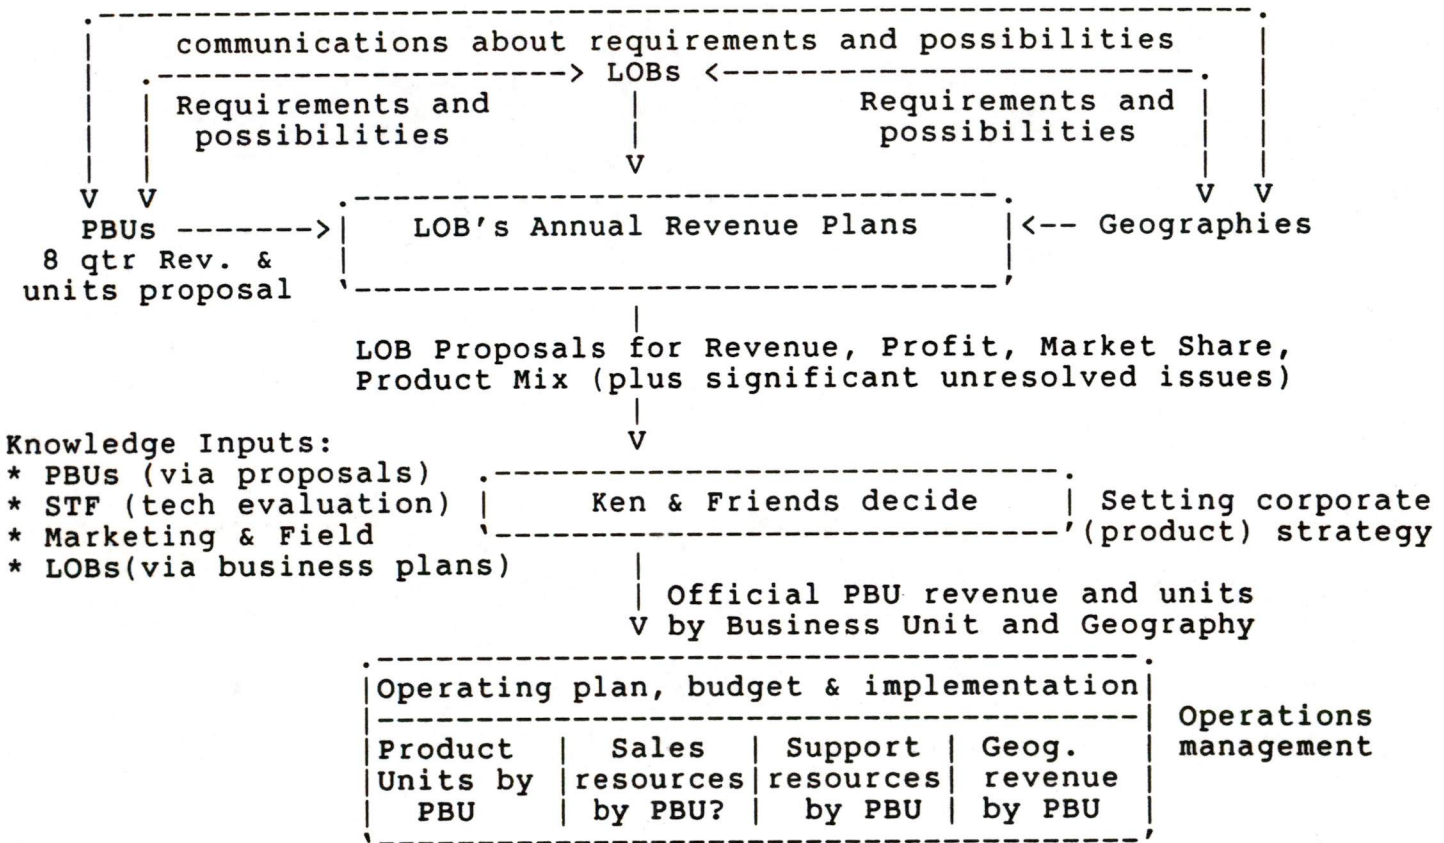 communications about requirements and possibilities
LOBs
Requirements and possibilities
Requirements and possibilities
PBUs
8 qtr Rev. &
units proposal
LOB's Annual Revenue Plans
Geographies
LOB Proposals for Revenue, Profit, Market Share,
Product Mix (plus significant unresolved issues)
Knowledge Inputs:
* PBUs (via proposals)
* STF (tech evaluation)
* Marketing & Field
* LOBs(via business plans)
Ken & Friends decide
Setting corporate
(product) strategy
Official PBU revenue and units
by Business Unit and Geography
Operating plan, budget & implementation
Product
Units by
PBU
Sales
resources
by PBU?
Support
resources
by PBU
Geog.
revenue
by PBU
Operations
management